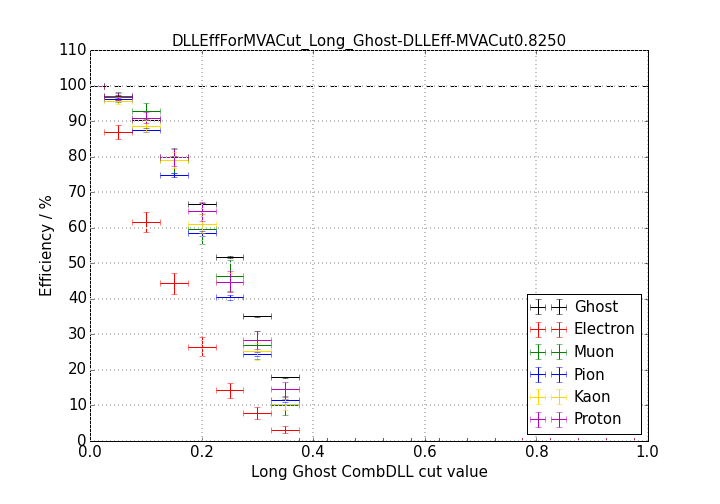 DLLEffForMVACut_Long_Ghost-DLLEff-MVACut0.8250
110
100
90
80
70
60
50
40
30
20
10
0
Efficiency / %
Ghost
Electron
Muon
Pion
Kaon
Proton
0.0 0.2 0.4 0.6 0.8 1.0
Long Ghost CombDLL cut value